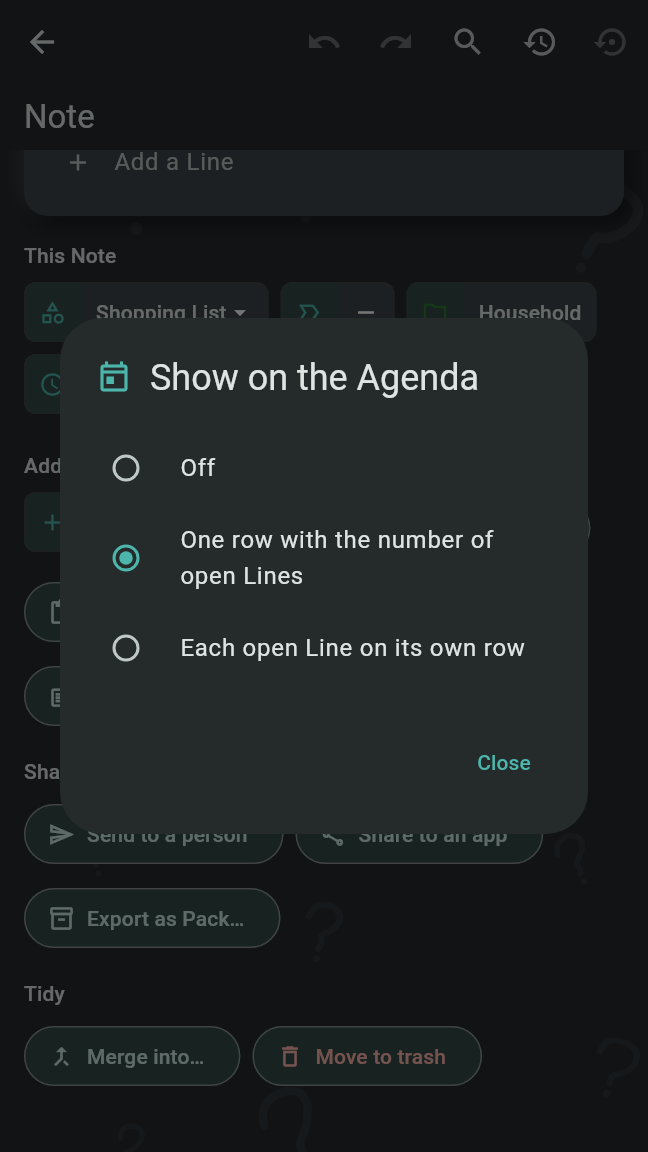 Note
Add a Line
This Note
Shopping List
Household
Show on the Agenda
Off
One row with the number of
open Lines
Each open Line on its own row
Close
Send to a person
Share to an app
Export as Pack…
Tidy
Merge into…
Move to trash